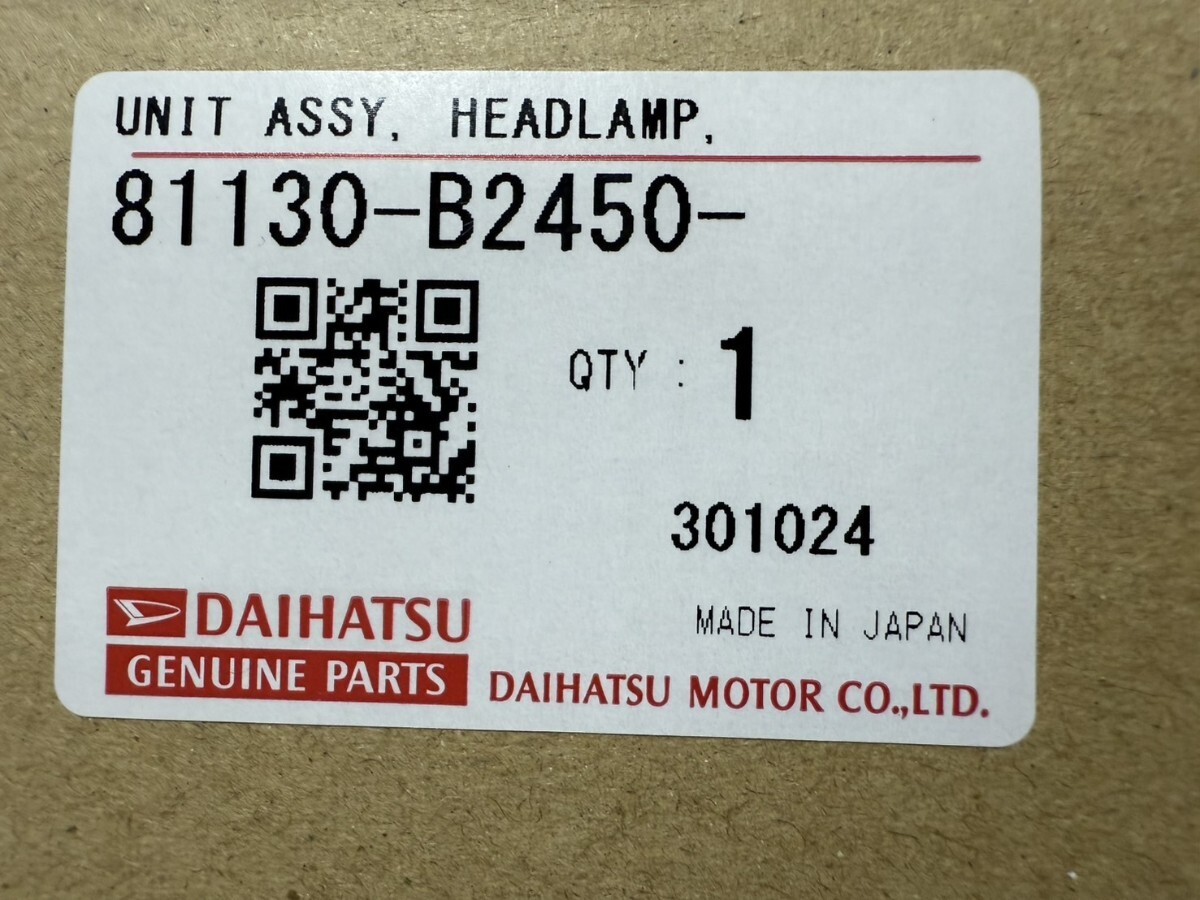 UNIT ASSY, HEADLAMP,
81130-B2450-
QTY : 1
301024
MADE IN JAPAN
DAIHATSU
GENUINE PARTS
DAIHATSU MOTOR CO.,LTD.